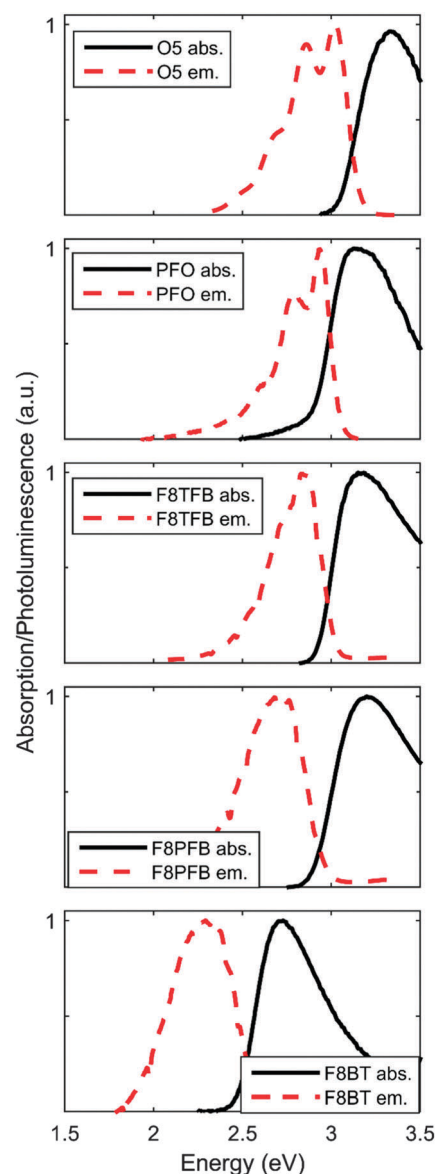 1
O5 abs.
O5 em.
1
PFO abs.
PFO em.
1
F8TFB abs.
F8TFB em.
1
F8PFB abs.
F8PFB em.
1
F8BT abs.
F8BT em.
1.5 2 2.5 3 3.5
Energy (eV)
Absorption/Photoluminescence (a.u.)